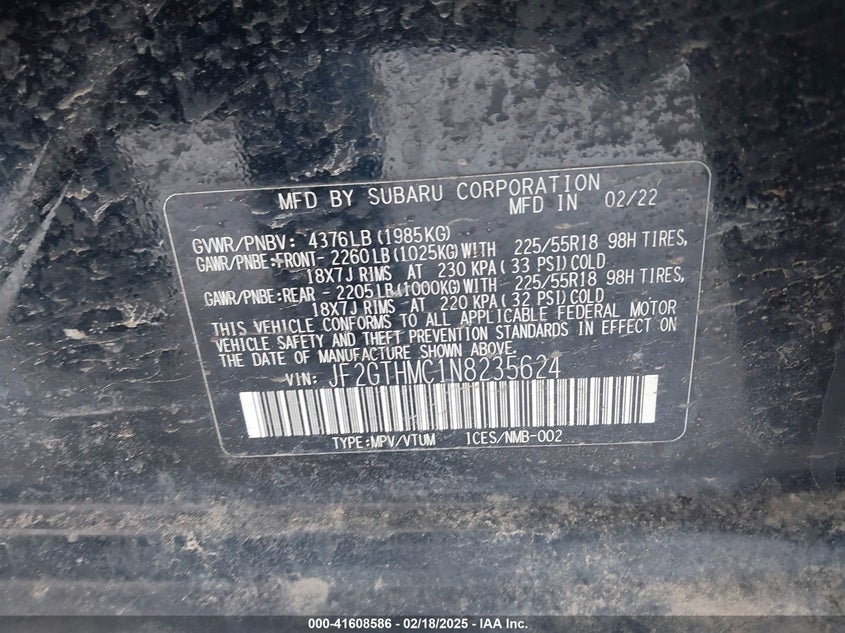 MFD BY SUBARU CORPORATION
MFD IN 02/22
GVWR/PNBV: 4376LB(1985KG)
GAWR/PNBE:FRONT- 2260LB(1025KG)WITH 225/55R18 98H TIRES,
18X7J RIMS AT 230 KPA(33 PSI)COLD
GAWR/PNBE:REAR - 2205LB(1000KG)WITH 225/55R18 98H TIRES,
18X7J RIMS AT 220 KPA(32 PSI)COLD
THIS VEHICLE CONFORMS TO ALL APPLICABLE FEDERAL MOTOR
VEHICLE SAFETY AND THEFT PREVENTION STANDARDS IN EFFECT ON
THE DATE OF MANUFACTURE SHOWN ABOVE.
VIN: JF2GTHMC1N8235624
TYPE:MPV/VTUM ICES/NMB-002
000-41608586 - 02/18/2025 - IAA Inc.